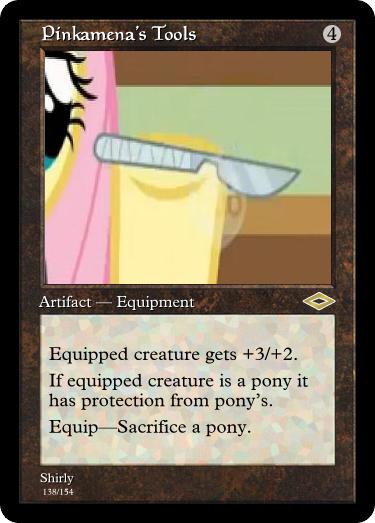 Pinkamena's Tools
4
Artifact — Equipment
Equipped creature gets +3/+2.
If equipped creature is a pony it
has protection from pony's.
Equip—Sacrifice a pony.
Shirly
138/154